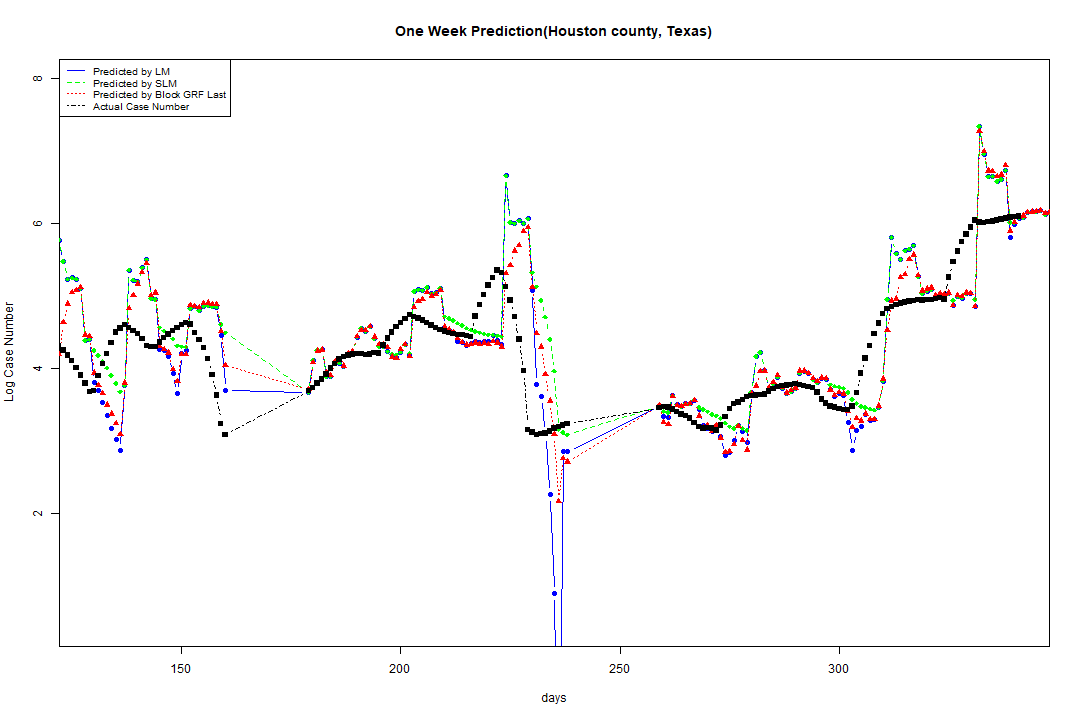 One Week Prediction(Houston county, Texas)
Predicted by LM
Predicted by SLM
Predicted by Block GRF Last
Actual Case Number
8
6
4
2
Log Case Number
150 200 250 300
days